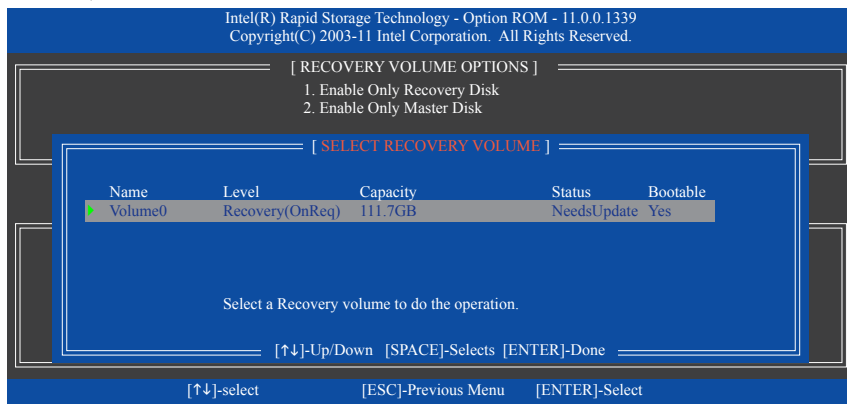 Intel(R) Rapid Storage Technology - Option ROM - 11.0.0.1339
Copyright(C) 2003-11 Intel Corporation. All Rights Reserved.
[ RECOVERY VOLUME OPTIONS ]
1. Enable Only Recovery Disk
2. Enable Only Master Disk
[ SELECT RECOVERY VOLUME ]
Name Level Capacity Status Bootable
Volume0 Recovery(OnReq) 111.7GB NeedsUpdate Yes
Select a Recovery volume to do the operation.
[↑↓]-Up/Down [SPACE]-Selects [ENTER]-Done
[↑↓]-select [ESC]-Previous Menu [ENTER]-Select